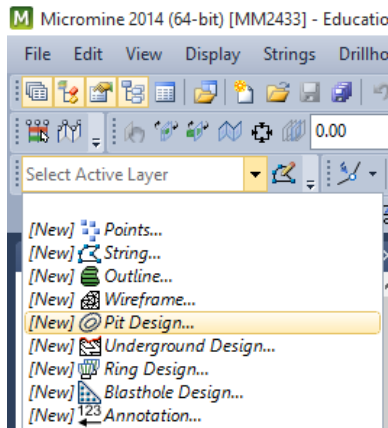 Micromine 2014 (64-bit) [MM2433] - Educatio
File Edit View Display Strings Drillho
0.00
Select Active Layer
[New] Points...
[New] String...
[New] Outline...
[New] Wireframe...
[New] Pit Design...
[New] Underground Design...
[New] Ring Design...
[New] Blasthole Design...
[New] 123 Annotation...